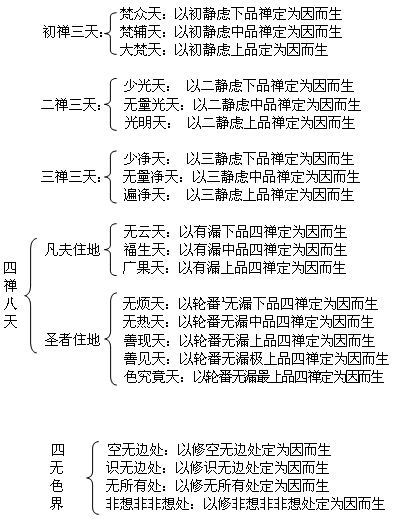 初禅三天:
梵众天：以初静虑下品禅定为因而生
梵辅天：以初静虑中品禅定为因而生
大梵天：以初静虑上品定为因而生
二禅三天:
少光天： 以二静虑下品禅定为因而生
无量光天：以二静虑中品禅定为因而生
光明天： 以二静虑上品禅定为因而生
三禅三天:
少净天： 以三静虑下品禅定为因而生
无量净天：以三静虑中品禅定为因而生
遍净天： 以三静虑上品禅定为因而生
四禅八天
凡夫住地
无云天：以有漏下品四禅定为因而生
福生天：以有漏中品四禅定为因而生
广果天：以有漏上品四禅定为因而生
圣者住地
无烦天：以轮番无漏下品四禅定为因而生
无热天：以轮番无漏中品四禅定为因而生
善现天：以轮番无漏上品四禅定为因而生
善见天：以轮番无漏极上品四禅定为因而生
色究竟天：以轮番无漏最上品四禅定为因而生
四无色界
空无边处：以修空无边处定为因而生
识无边处：以修识无边处定为因而生
无所有处：以修无所有处定为因而生
非想非非想处：以修非想非非想处定为因而生